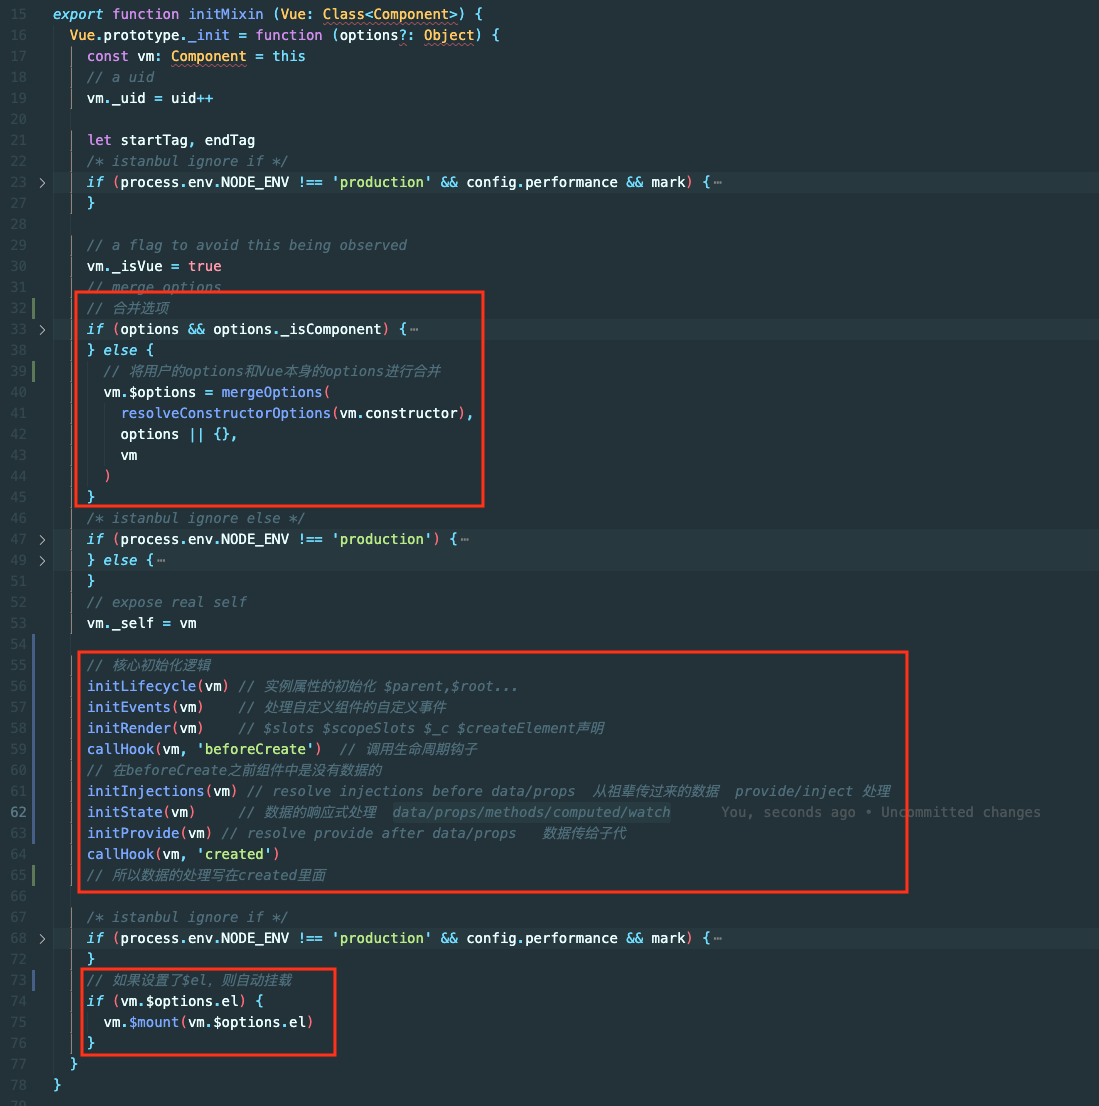 15 export function initMixin (Vue: Class<Component>) {
16 Vue.prototype._init = function (options?: Object) {
17 const vm: Component = this
18 // a uid
19 vm._uid = uid++
20
21 let startTag, endTag
22 /* istanbul ignore if */
23 if (process.env.NODE_ENV !== 'production' && config.performance && mark) {⋯
27 }
28
29 // a flag to avoid this being observed
30 vm._isVue = true
31 // merge options
32 // 合并选项
33 if (options && options._isComponent) {⋯
38 } else {
39 // 将用户的options和Vue本身的options进行合并
40 vm.$options = mergeOptions(
41 resolveConstructorOptions(vm.constructor),
42 options || {},
43 vm
44 )
45 }
46 /* istanbul ignore else */
47 if (process.env.NODE_ENV !== 'production') {⋯
49 } else {⋯
51 }
52 // expose real self
53 vm._self = vm
54
55 // 核心初始化逻辑
56 initLifecycle(vm) // 实例属性的初始化 $parent,$root...
57 initEvents(vm) // 处理自定义组件的自定义事件
58 initRender(vm) // $slots $scopeSlots $_c $createElement声明
59 callHook(vm, 'beforeCreate') // 调用生命周期钩子
60 // 在beforeCreate之前组件中是没有数据的
61 initInjections(vm) // resolve injections before data/props 从祖辈传过来的数据 provide/inject 处理
62 initState(vm) // 数据的响应式处理 data/props/methods/computed/watch You, seconds ago • Uncommitted changes
63 initProvide(vm) // resolve provide after data/props 数据传给子代
64 callHook(vm, 'created')
65 // 所以数据的处理写在created里面
66
67 /* istanbul ignore if */
68 if (process.env.NODE_ENV !== 'production' && config.performance && mark) {⋯
72 }
73 // 如果设置了$el，则自动挂载
74 if (vm.$options.el) {
75 vm.$mount(vm.$options.el)
76 }
77 }
78 }
79